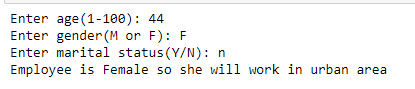 Enter age(1-100): 44
Enter gender(M or F): F
Enter marital status(Y/N): n
Employee is Female so she will work in urban area